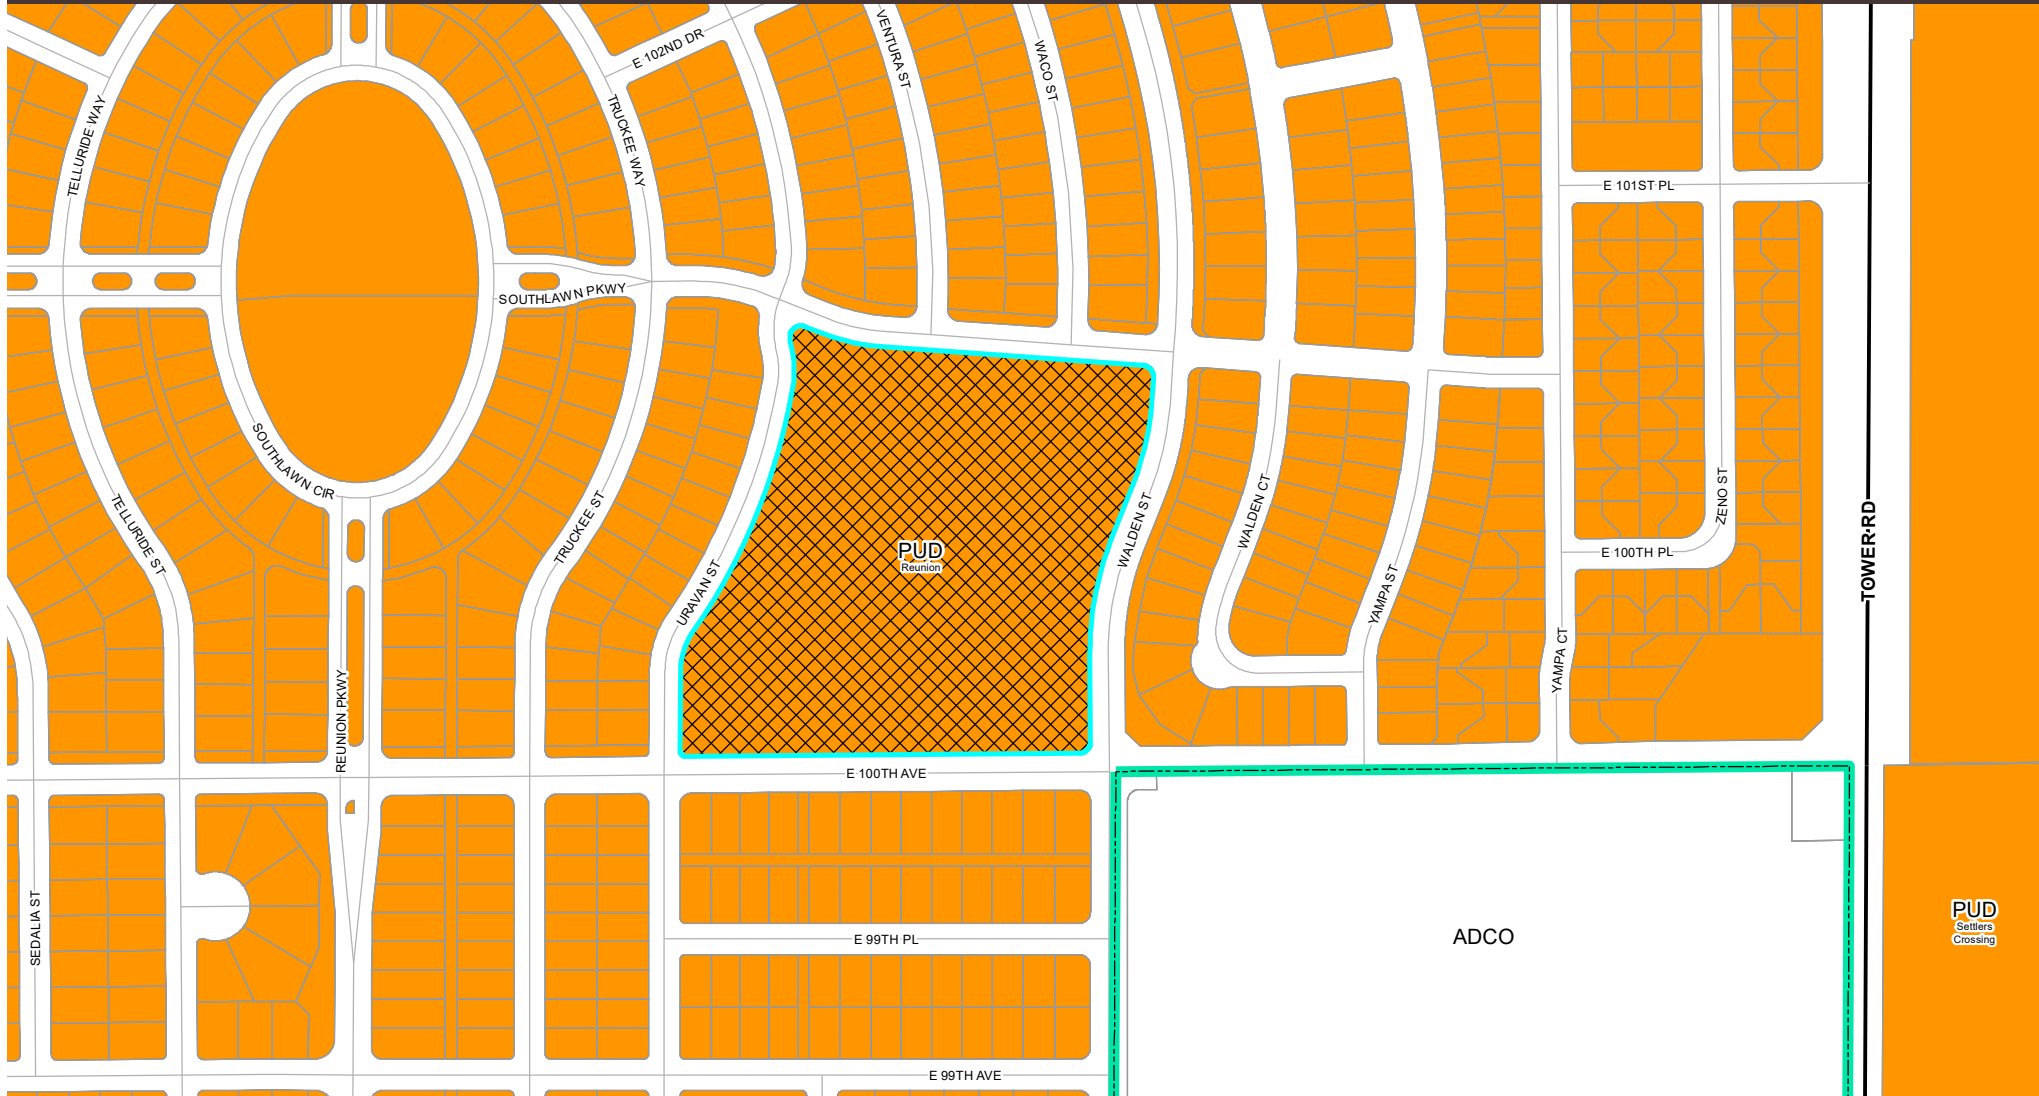 E 102ND DR
VENTURA ST
WACO ST
TELLURIDE WAY
TRUCKEE WAY
E 101ST PL
SOUTHLAWN PKWY
SOUTHLAWN CIR
TELLURIDE ST
TRUCKEE ST
URAVAN ST
PUD
Reunion
WALDEN ST
WALDEN CT
YAMPA ST
ZENO ST
E 100TH PL
TOWER RD
YAMPA CT
REUNION PKWY
E 100TH AVE
SEDALIA ST
E 99TH PL
ADCO
PUD
Settlers
Crossing
E 99TH AVE